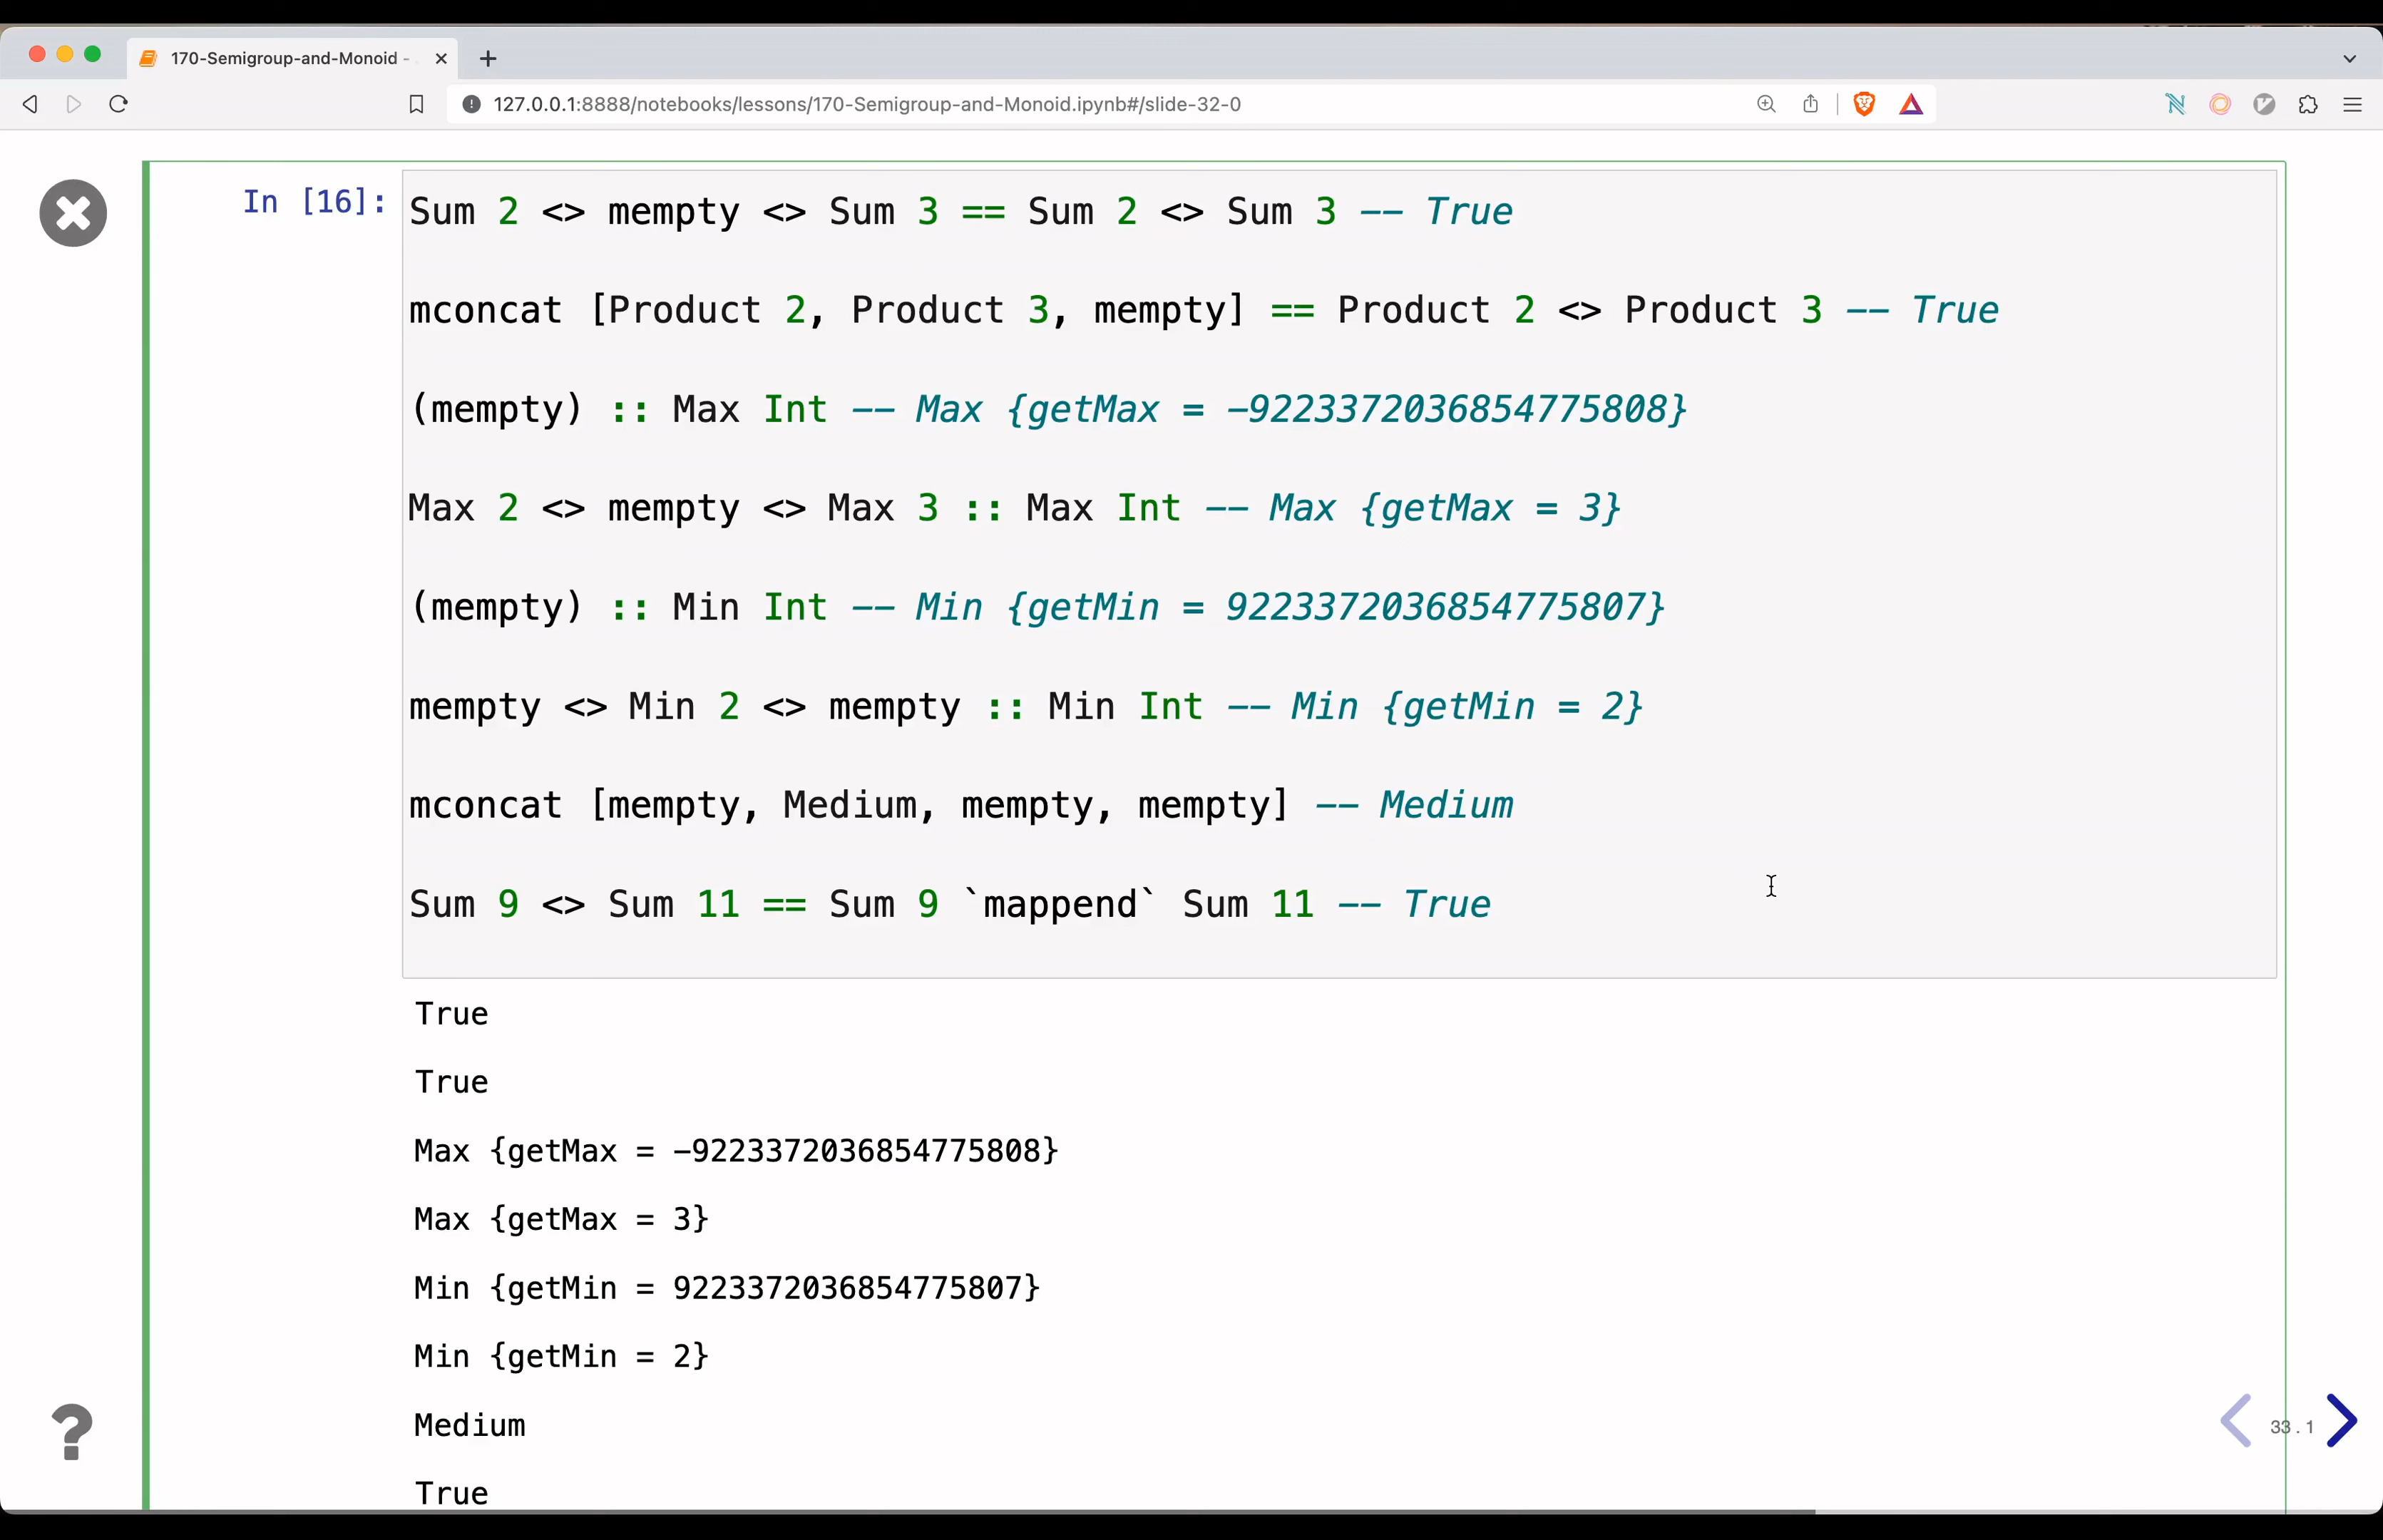 170-Semigroup-and-Monoid -
127.0.0.1:8888/notebooks/lessons/170-Semigroup-and-Monoid.ipynb#/slide-32-0
In [16]:
Sum 2 <> mempty <> Sum 3 == Sum 2 <> Sum 3 -- True
mconcat [Product 2, Product 3, mempty] == Product 2 <> Product 3 -- True
(mempty) :: Max Int -- Max {getMax = -9223372036854775808}
Max 2 <> mempty <> Max 3 :: Max Int -- Max {getMax = 3}
(mempty) :: Min Int -- Min {getMin = 9223372036854775807}
mempty <> Min 2 <> mempty :: Min Int -- Min {getMin = 2}
mconcat [mempty, Medium, mempty, mempty] -- Medium
Sum 9 <> Sum 11 == Sum 9 `mappend` Sum 11 -- True
True
True
Max {getMax = -9223372036854775808}
Max {getMax = 3}
Min {getMin = 9223372036854775807}
Min {getMin = 2}
Medium
True
33.1